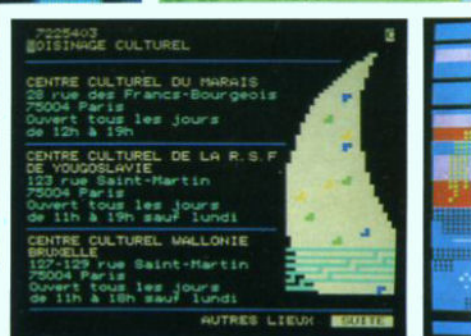 7225403 C
VOISINAGE CULTUREL
CENTRE CULTUREL DU MARAIS
28 rue des Francs-Bourgeois
75004 Paris
Ouvert tous les jours
de 12h à 19h
CENTRE CULTUREL DE LA R.S.F
DE YOUGOSLAVIE
123 rue Saint-Martin
75004 Paris
Ouvert tous les jours
de 11h à 19h sauf lundi
CENTRE CULTUREL WALLONIE
BRUXELLE
127-129 rue Saint-Martin
75004 Paris
Ouvert tous les jours
de 11h à 18h sauf lundi
AUTRES LIEUX SUITE